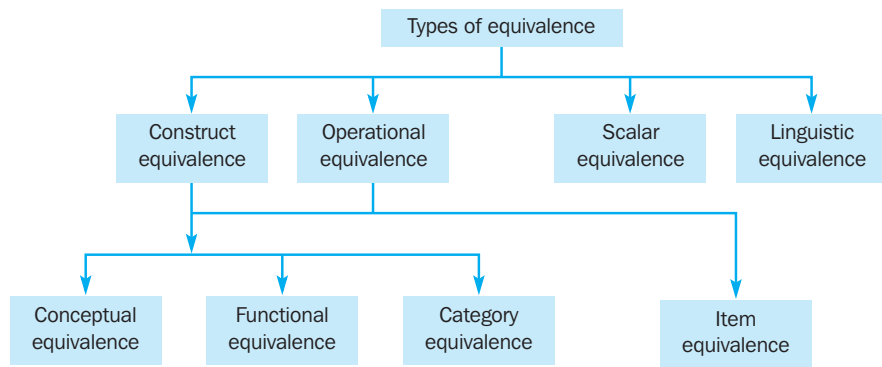 Types of equivalence
Construct
equivalence
Operational
equivalence
Scalar
equivalence
Linguistic
equivalence
Conceptual
equivalence
Functional
equivalence
Category
equivalence
Item
equivalence